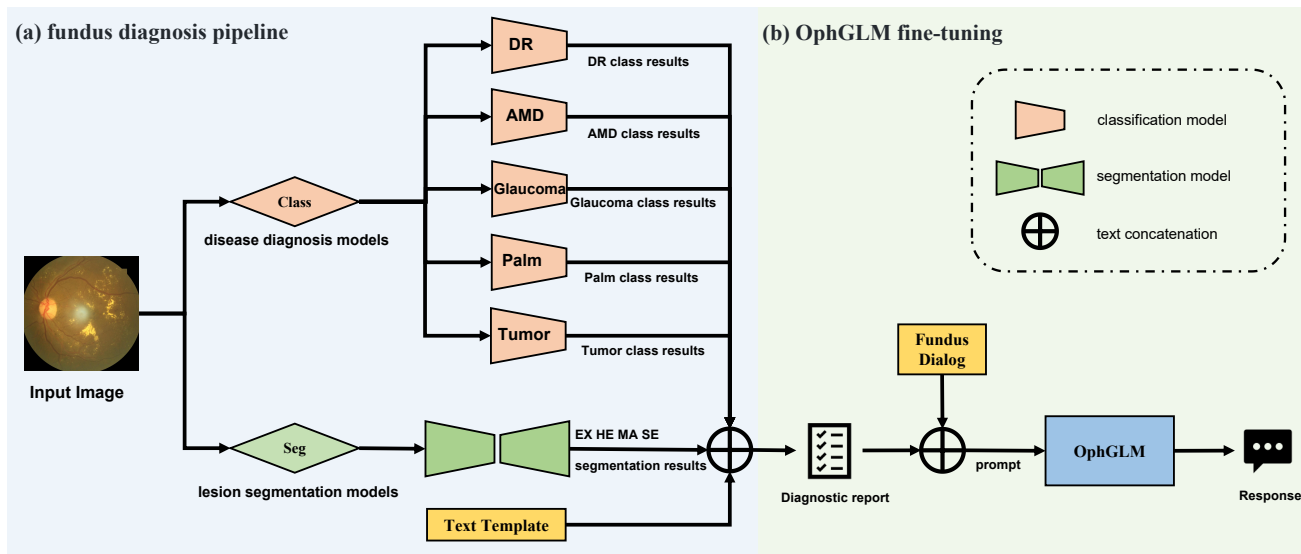 (a) fundus diagnosis pipeline
DR
DR class results
AMD
AMD class results
Glaucoma
Glaucoma class results
Class
disease diagnosis models
Palm
Palm class results
Tumor
Tumor class results
Input Image
Seg
lesion segmentation models
EX HE MA SE
segmentation results
Text Template
(b) OphGLM fine-tuning
classification model
segmentation model
text concatenation
Fundus
Dialog
Diagnostic report
prompt
OphGLM
Response